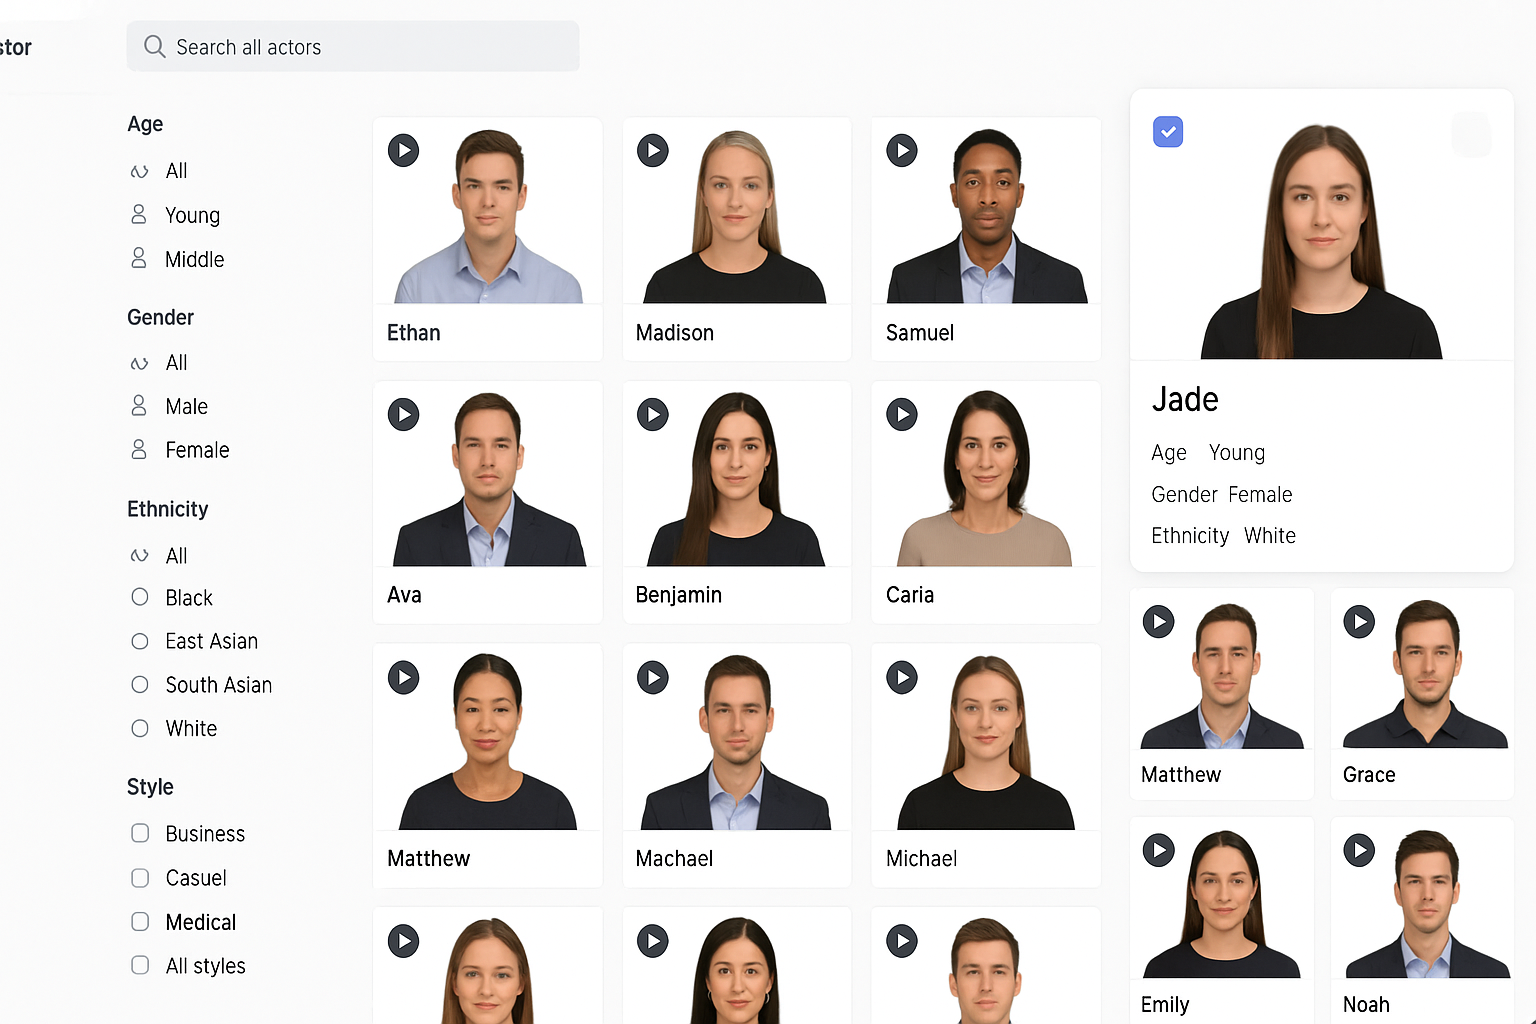 stor
Search all actors
Age
All
Young
Middle
Gender
All
Male
Female
Ethnicity
All
Black
East Asian
South Asian
White
Style
Business
Casuel
Medical
All styles
Ethan
Madison
Samuel
Ava
Benjamin
Caria
Matthew
Machael
Michael
Jade
Age Young
Gender Female
Ethnicity White
Matthew
Grace
Emily
Noah